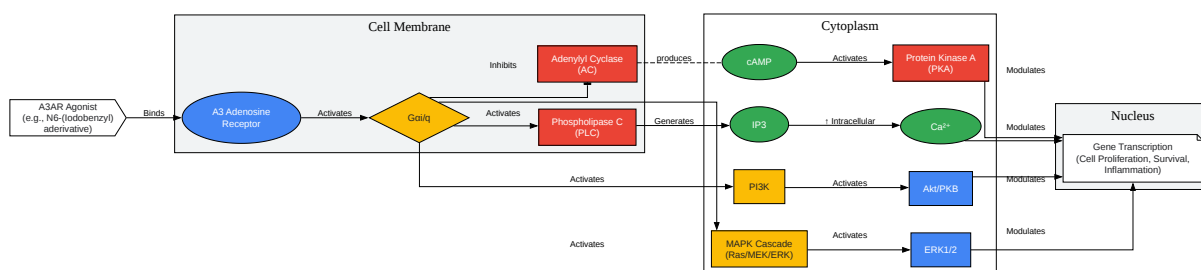 Cell Membrane
Cytoplasm
Nucleus
A3AR Agonist
(e.g., N6-(Iodobenzyl)
aderivative)
Binds
A3 Adenosine
Receptor
Activates
Gαi/q
Inhibits
Adenylyl Cyclase
(AC)
produces
cAMP
Activates
Protein Kinase A
(PKA)
Modulates
Activates
Phospholipase C
(PLC)
Generates
IP3
↑ Intracellular
Ca²⁺
Modulates
Gene Transcription
(Cell Proliferation, Survival,
Inflammation)
Activates
PI3K
Activates
Akt/PKB
Modulates
Activates
MAPK Cascade
(Ras/MEK/ERK)
Activates
ERK1/2
Modulates